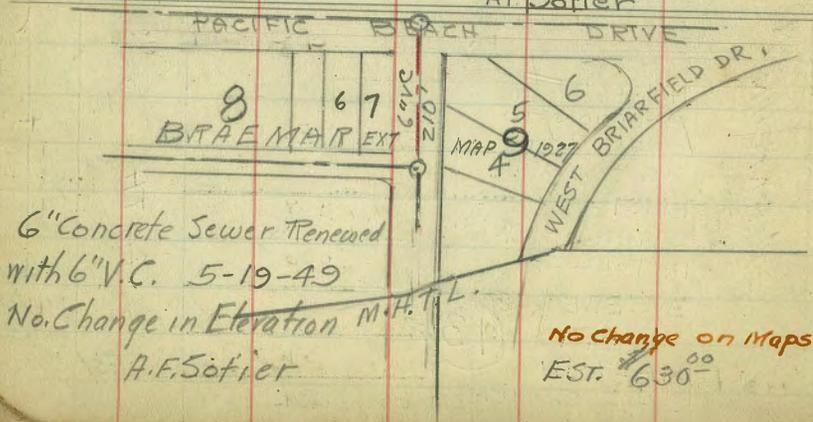 A.F. Sotier
PACIFIC BEACH DRIVE
8
6
7
BRAEMAR EXT
6" VC
210'
6
5
MAP 1927
4
WEST BRIARFIELD DR.
6" Concrete Sewer Renewed
with 6" V.C. 5-19-49
No. Change in Elevation
A.F. Sotier
M.H.T.L.
No Change on Maps
EST. $630.00